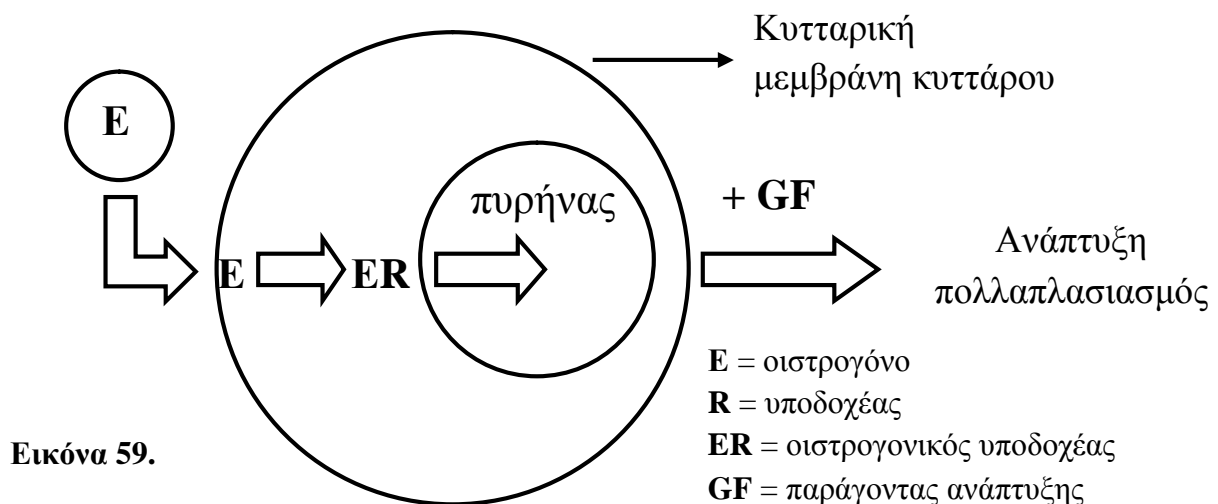 Κυτταρική
μεμβράνη κυττάρου
E
πυρήνας
+ GF
E
ER
Ανάπτυξη
πολλαπλασιασμός
E = οιστρογόνο
R = υποδοχέας
ER = οιστρογονικός υποδοχέας
GF = παράγοντας ανάπτυξης
Εικόνα 59.